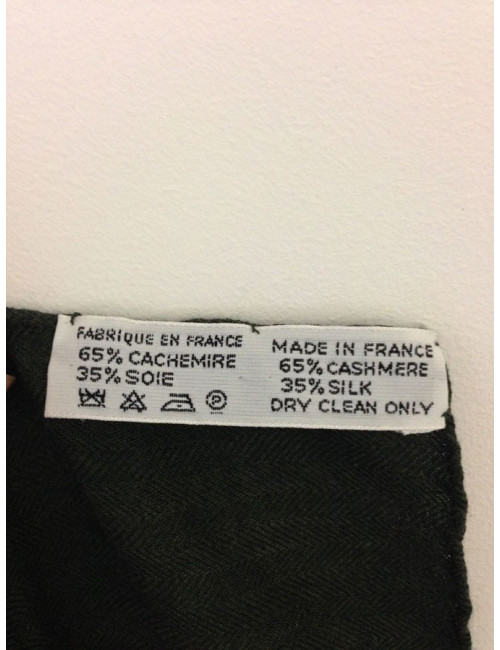 FABRIQUE EN FRANCE
65% CACHEMIRE
35% SOIE
P
MADE IN FRANCE
65% CASHMERE
35% SILK
DRY CLEAN ONLY